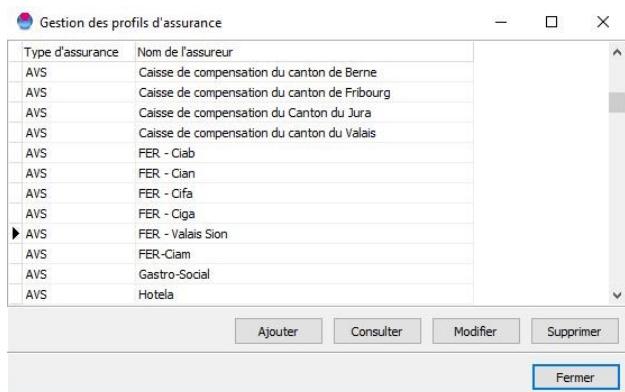 Gestion des profils d'assurance
Type d'assurance Nom de l'assureur
AVS Caisse de compensation du canton de Berne
AVS Caisse de compensation du canton de Fribourg
AVS Caisse de compensation du Canton du Jura
AVS Caisse de compensation du canton du Valais
AVS FER - Ciab
AVS FER - Cian
AVS FER - Cifa
AVS FER - Ciga
AVS FER - Valais Sion
AVS FER-Ciam
AVS Gastro-Social
AVS Hotela
Ajouter Consulter Modifier Supprimer
Fermer